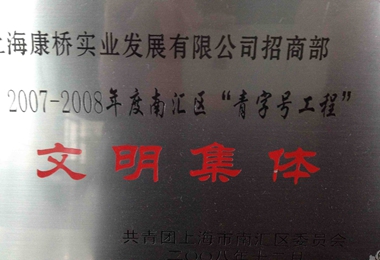 上海康桥实业发展有限公司招商部
2007-2008年度南汇区“青字号工程”
文明集体
共青团上海市南汇区委员会